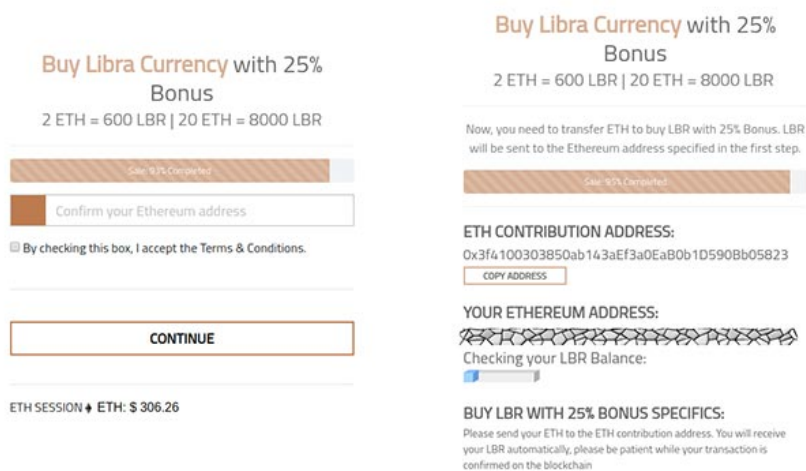 Buy Libra Currency with 25%
Bonus
2 ETH = 600 LBR | 20 ETH = 8000 LBR
Sale: 93% Completed
Confirm your Ethereum address
By checking this box, I accept the Terms & Conditions.
CONTINUE
ETH SESSION ETH: $ 306.26
Buy Libra Currency with 25%
Bonus
2 ETH = 600 LBR | 20 ETH = 8000 LBR
Now, you need to transfer ETH to buy LBR with 25% Bonus. LBR
will be sent to the Ethereum address specified in the first step.
Sale: 93% Completed
ETH CONTRIBUTION ADDRESS:
0x3f4100303850ab143aEf3a0EaB0b1D590Bb05823
COPY ADDRESS
YOUR ETHEREUM ADDRESS:
Checking your LBR Balance:
BUY LBR WITH 25% BONUS SPECIFICS:
Please send your ETH to the ETH contribution address. You will receive
your LBR automatically, please be patient while your transaction is
confirmed on the blockchain